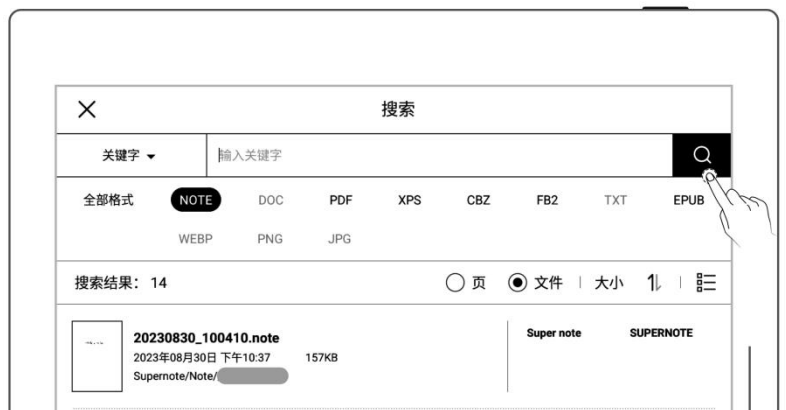 搜索
关键字 输入关键字
全部格式 NOTE DOC PDF XPS CBZ FB2 TXT EPUB
WEBP PNG JPG
搜索结果： 14 页 文件 大小
20230830_100410.note Super note SUPERNOTE
2023年08月30日 下午10:37 157KB
Supernote/Note/